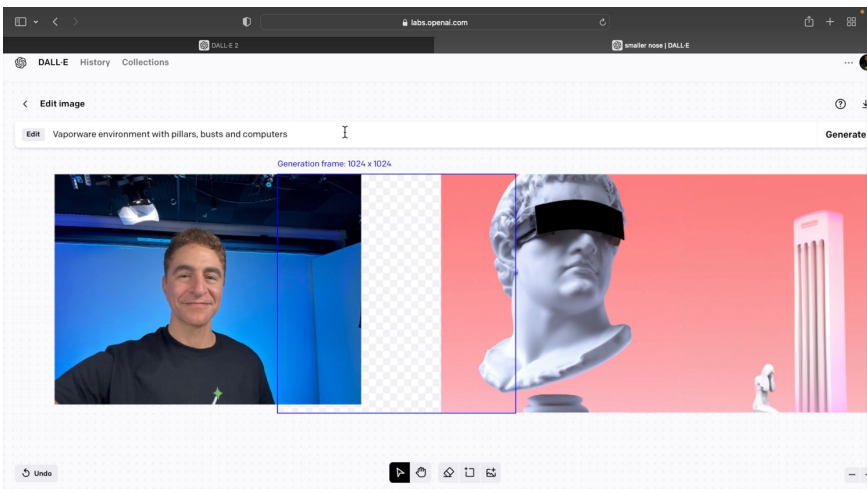 labs.openai.com
DALL·E 2
smaller nose | DALL·E
DALL·E History Collections
Edit image
Edit Vaporware environment with pillars, busts and computers
Generate
Generation frame: 1024 x 1024
Undo